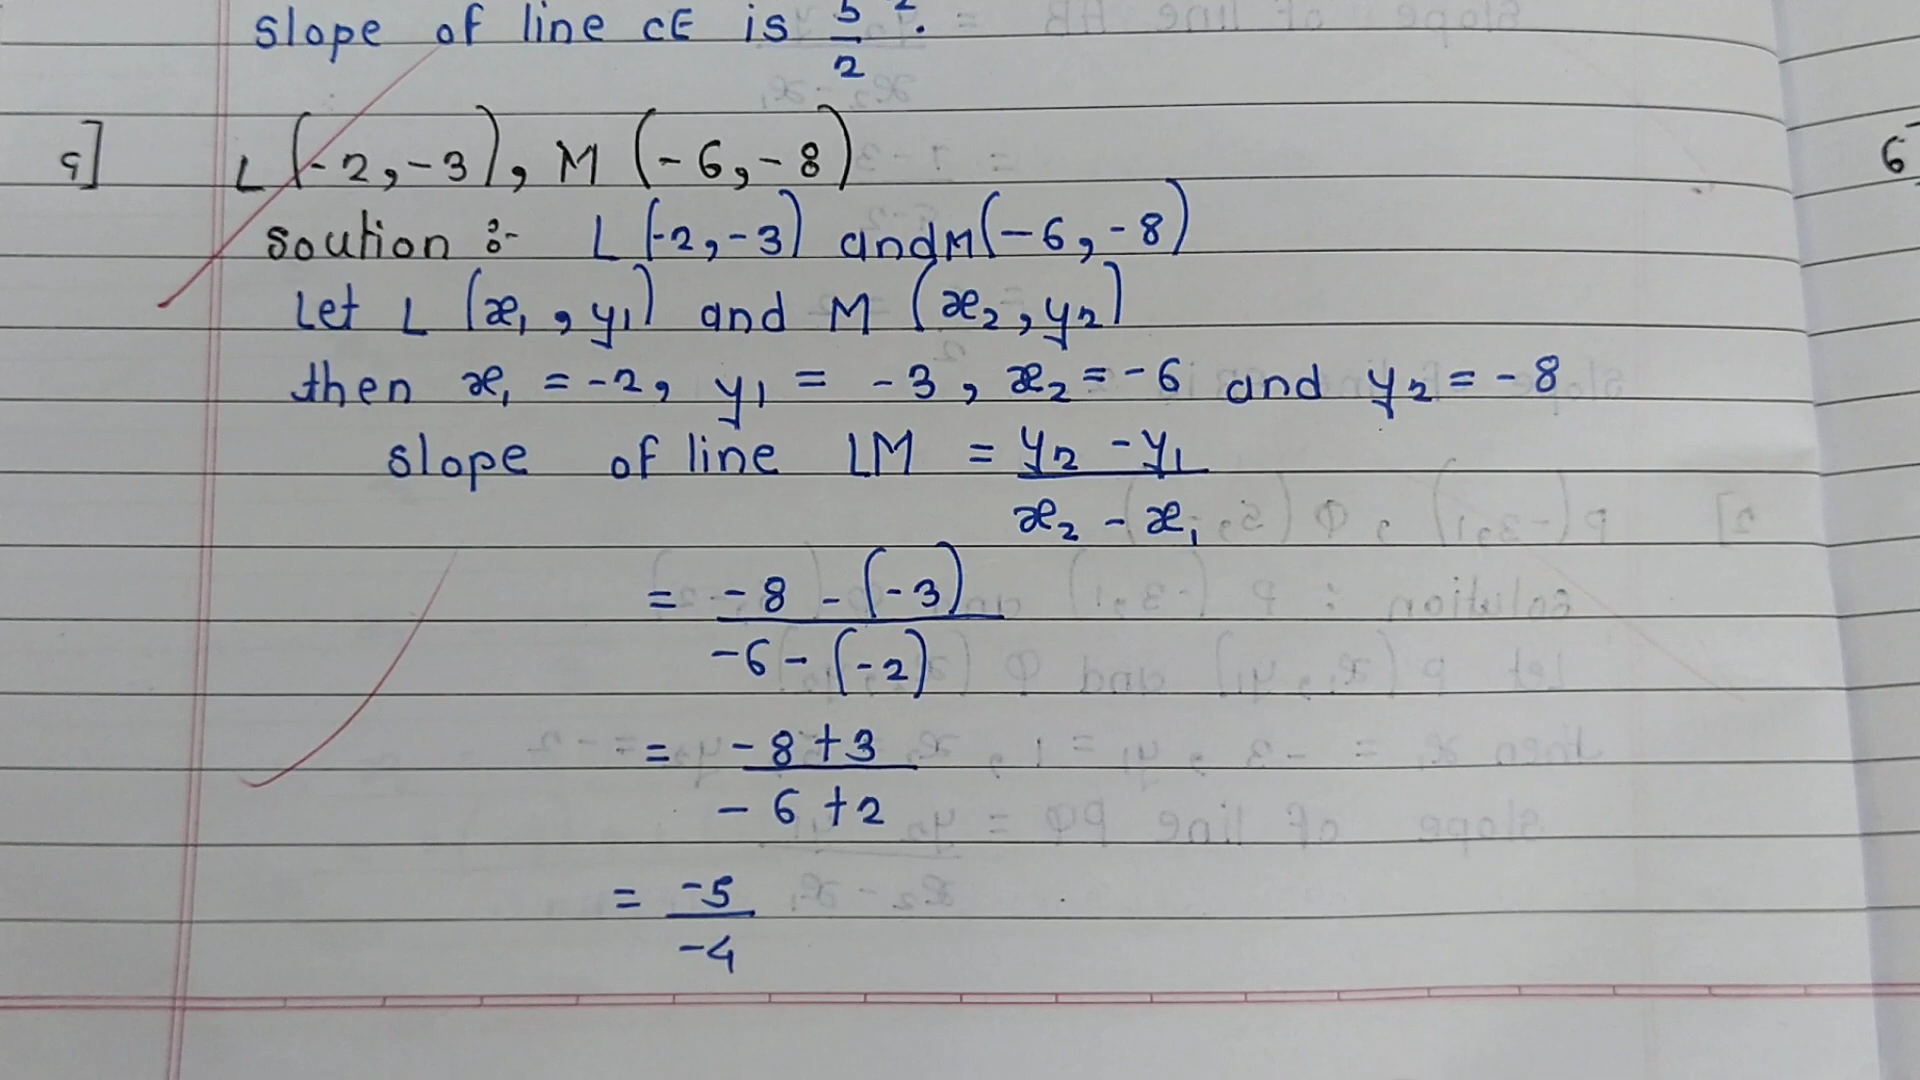 slope of line CE is 5/2.
5] L (-2, -3), M (-6, -8)
soution :- L (-2, -3) and M (-6, -8)
Let L (x₁, y₁) and M (x₂, y₂)
then x₁ = -2, y₁ = -3, x₂ = -6 and y₂ = -8
slope of line LM = y₂ - y₁
x₂ - x₁
= -8 - (-3)
-6 - (-2)
= -8 + 3
-6 + 2
= -5
-4
6